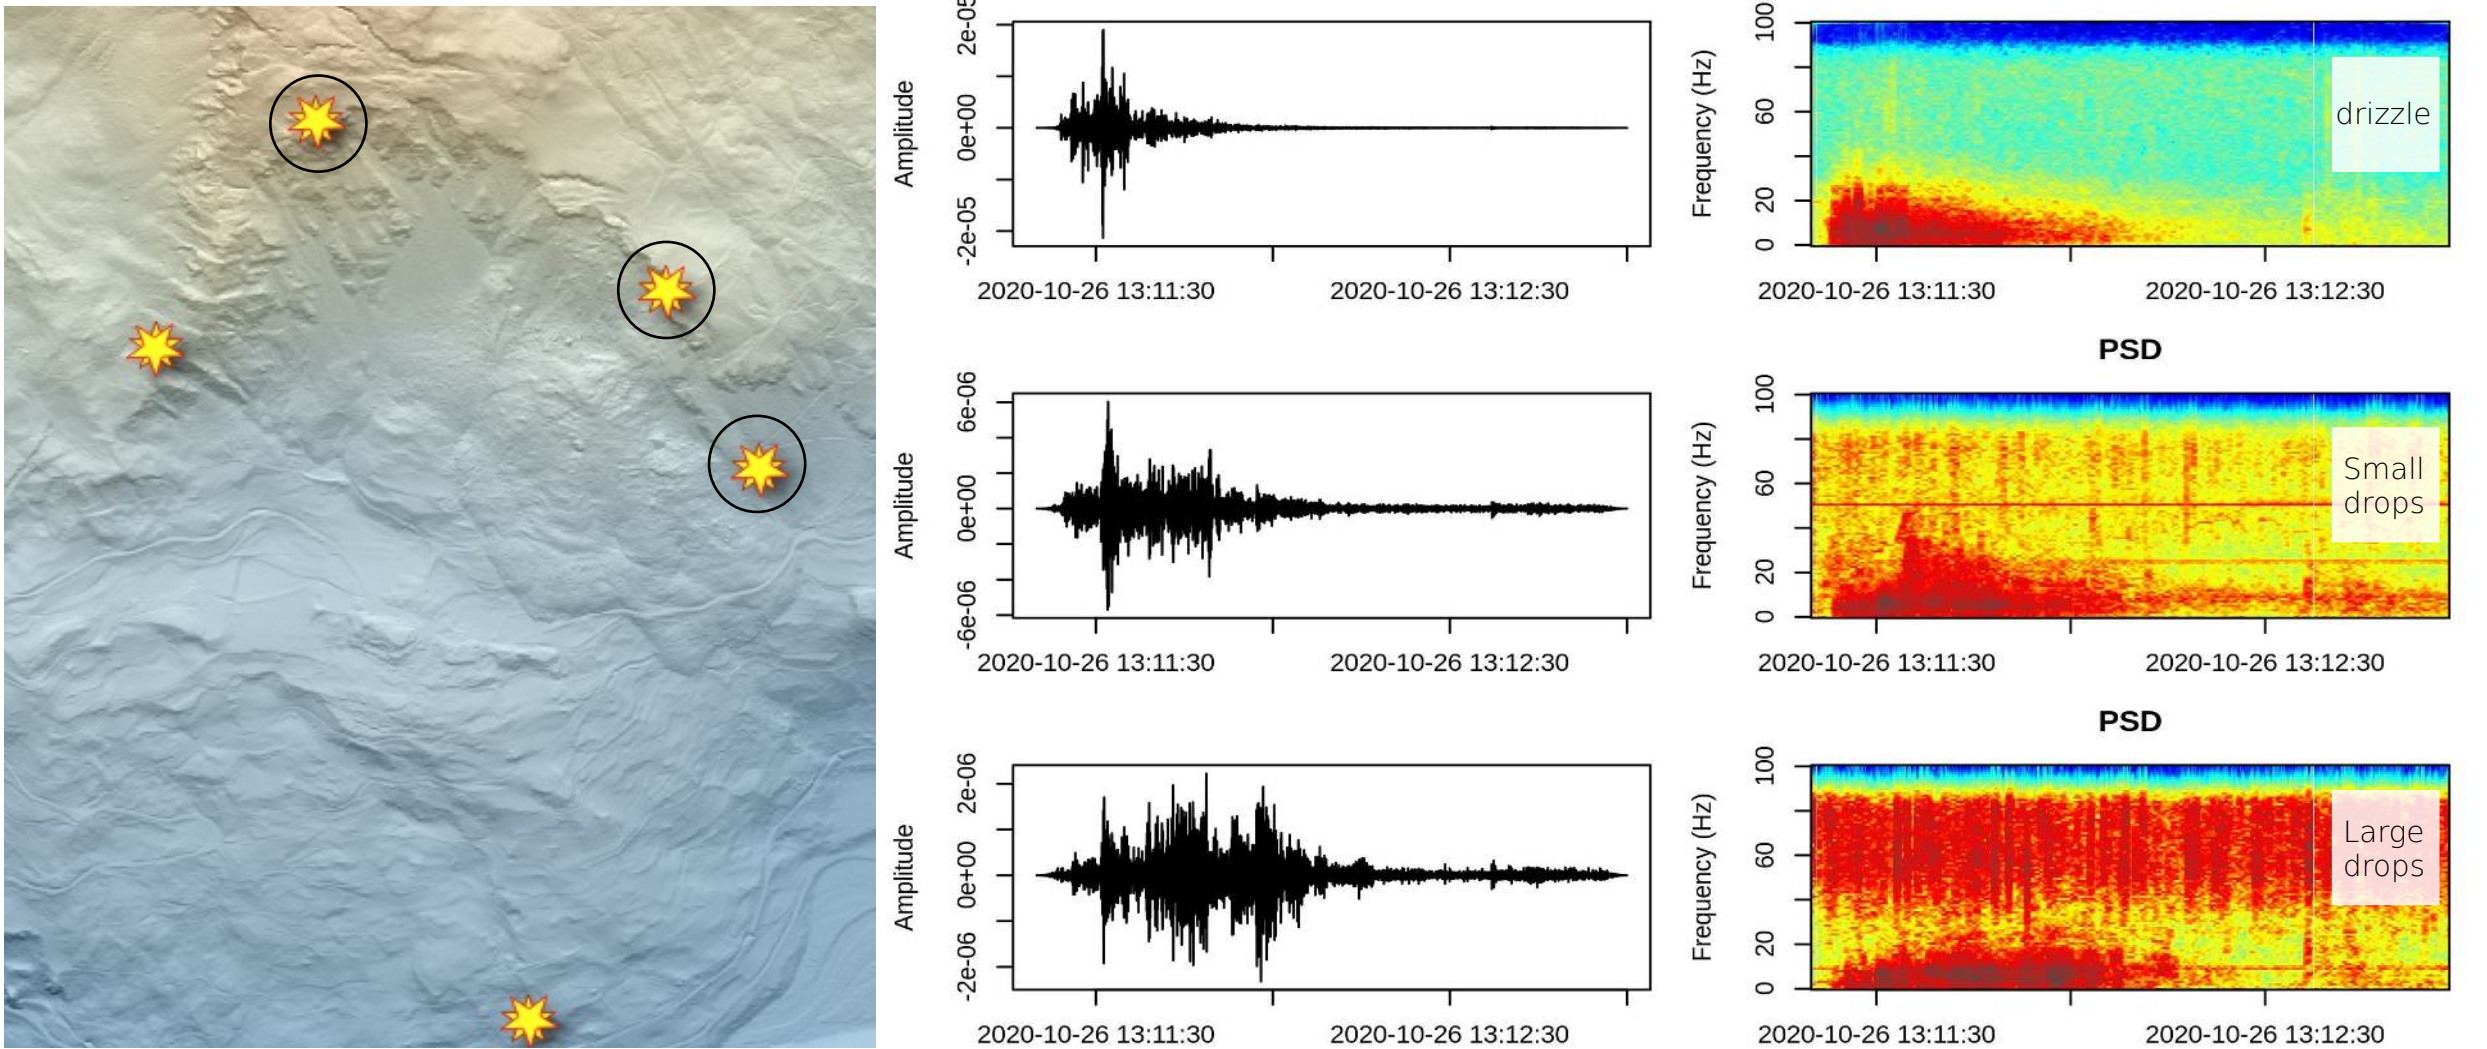 Amplitude
2e-05
0e+00
-2e-05
2020-10-26 13:11:30
2020-10-26 13:12:30
Frequency (Hz)
100
60
20
0
drizzle
2020-10-26 13:11:30
2020-10-26 13:12:30
Amplitude
6e-06
0e+00
-6e-06
2020-10-26 13:11:30
2020-10-26 13:12:30
PSD
Frequency (Hz)
100
60
20
0
Small
drops
2020-10-26 13:11:30
2020-10-26 13:12:30
Amplitude
2e-06
0e+00
-2e-06
2020-10-26 13:11:30
2020-10-26 13:12:30
PSD
Frequency (Hz)
100
60
20
0
Large
drops
2020-10-26 13:11:30
2020-10-26 13:12:30